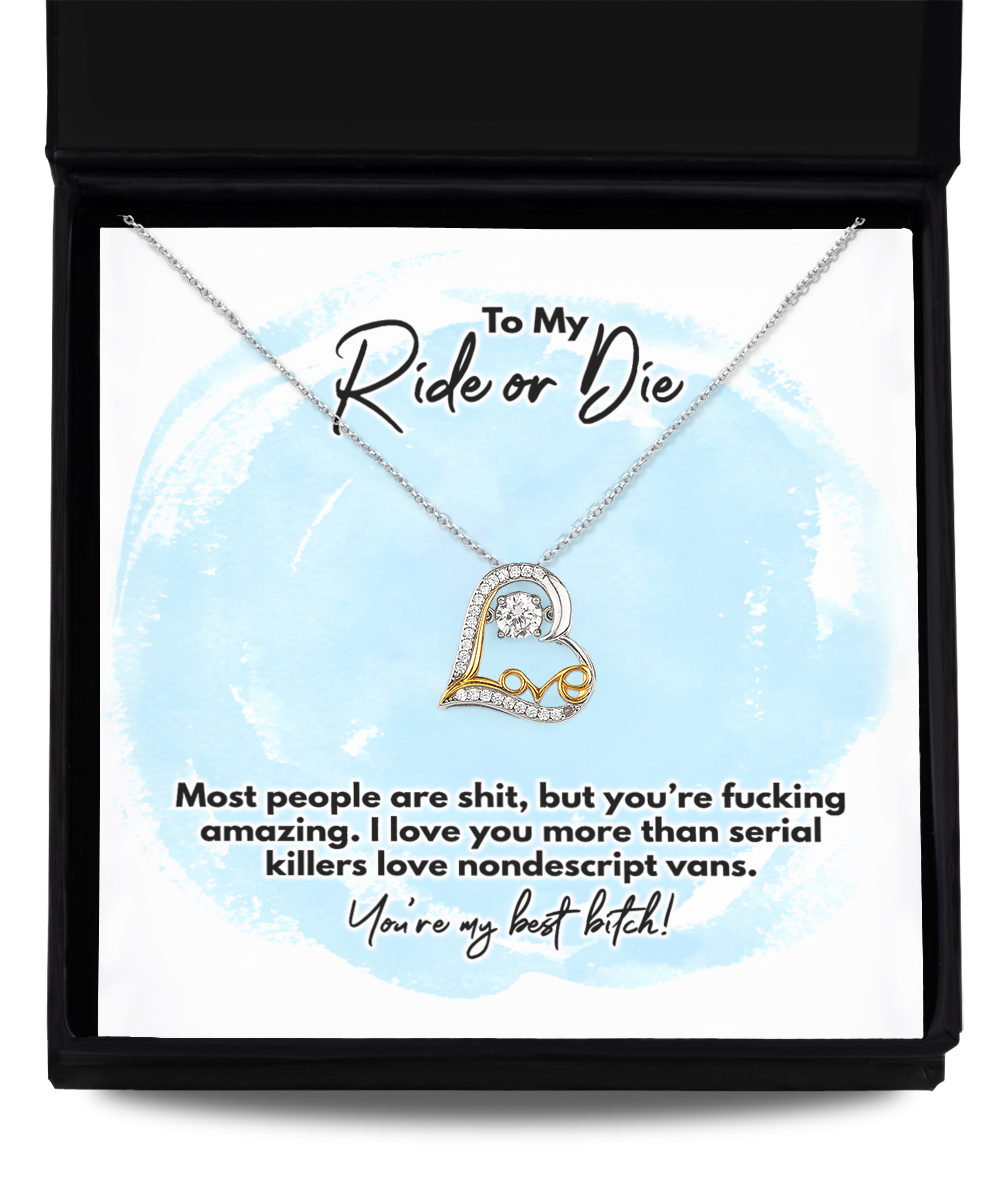 To My
Ride or Die
Love
Most people are shit, but you're fucking
amazing. I love you more than serial
killers love nondescript vans.
You're my best bitch!